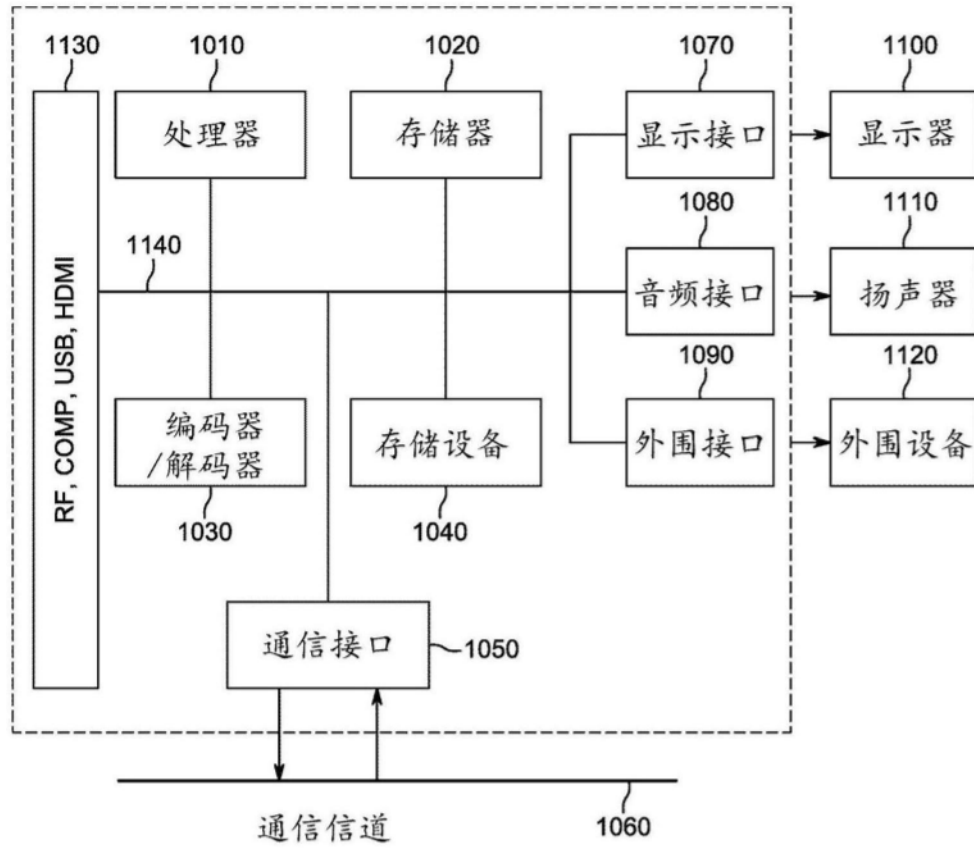 1130
1010
1020
1070
1100
处理器
存储器
显示接口
显示器
1080
1110
1140
RF, COMP, USB, HDMI
音频接口
扬声器
1090
1120
编码器
/解码器
存储设备
外围接口
外围设备
1030
1040
通信接口
1050
通信信道
1060